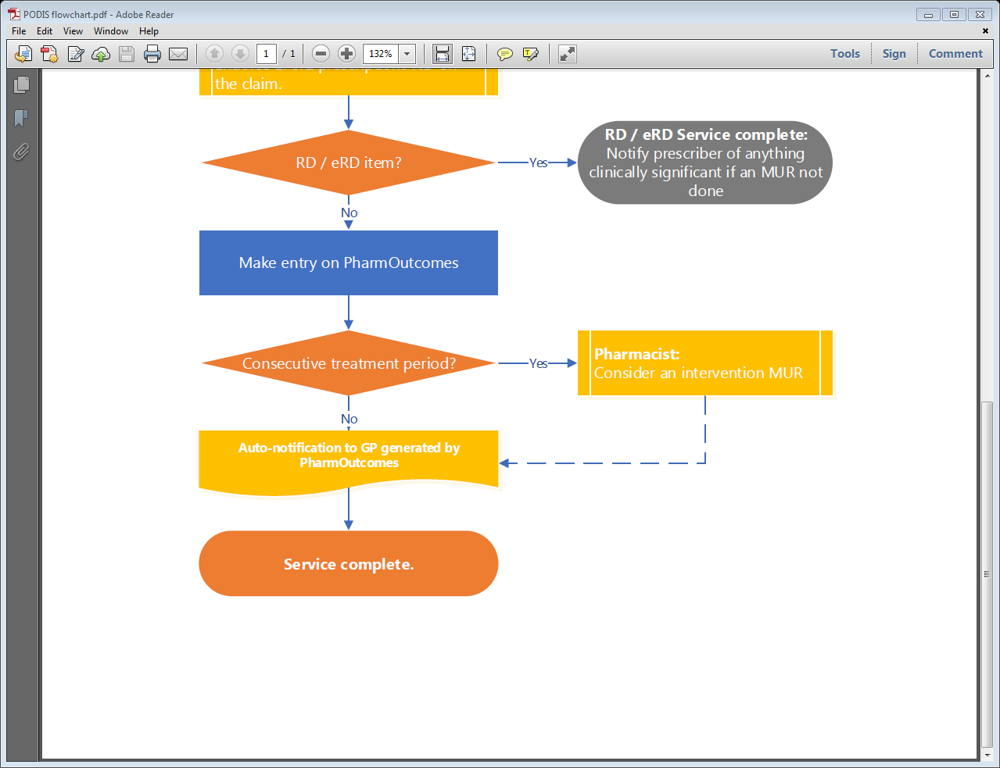 PODIS flowchart.pdf - Adobe Reader
File Edit View Window Help
1 / 1 132% Tools Sign Comment
the claim.
RD / eRD item?
Yes
RD / eRD Service complete:
Notify prescriber of anything
clinically significant if an MUR not
done
No
Make entry on PharmOutcomes
Consecutive treatment period?
Yes
Pharmacist:
Consider an intervention MUR
No
Auto-notification to GP generated by
PharmOutcomes
Service complete.